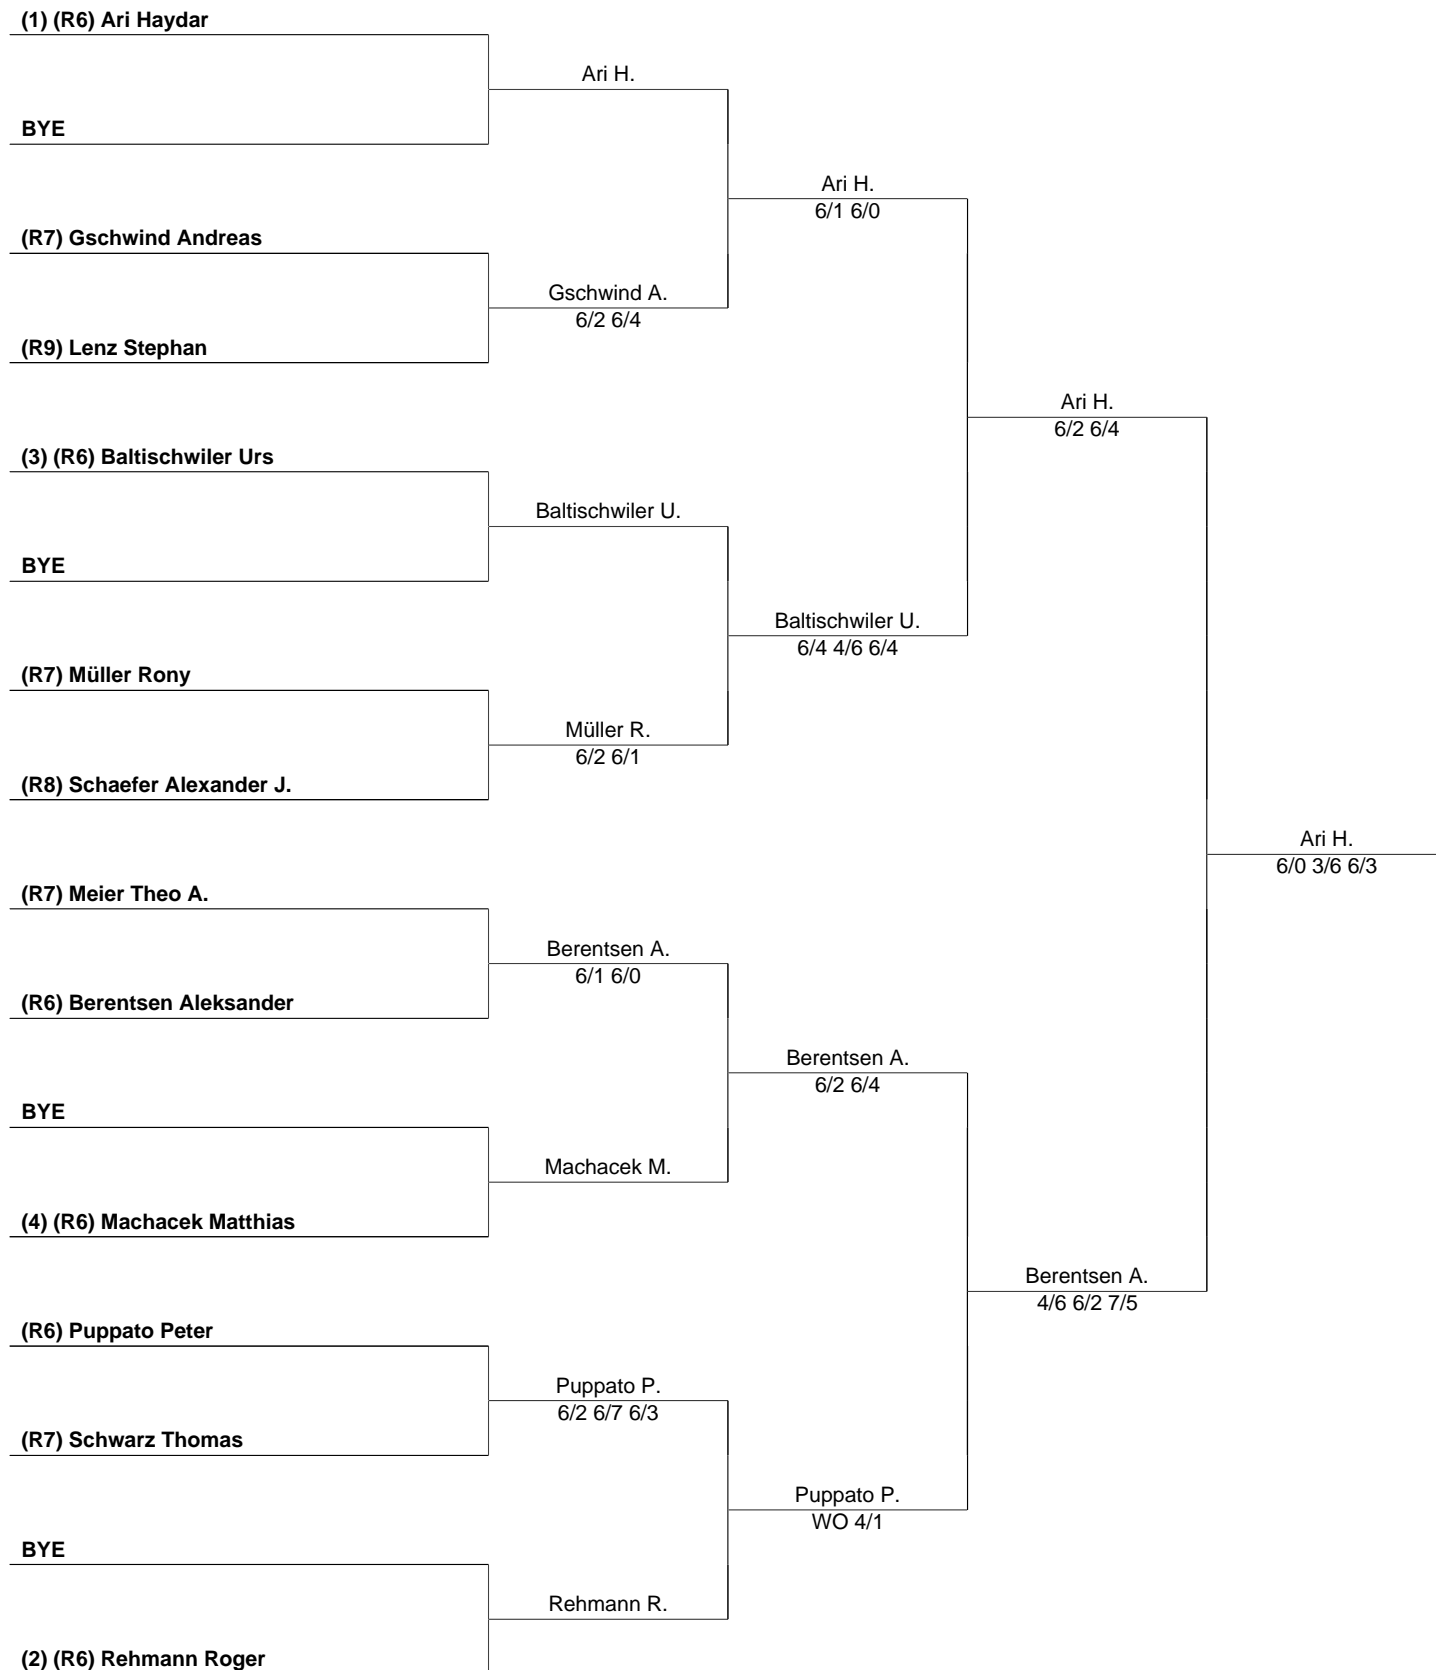 (1) (R6) Ari Haydar
Ari H.
BYE
Ari H.
6/1 6/0
(R7) Gschwind Andreas
Gschwind A.
6/2 6/4
(R9) Lenz Stephan
Ari H.
6/2 6/4
(3) (R6) Baltischwiler Urs
Baltischwiler U.
BYE
Baltischwiler U.
6/4 4/6 6/4
(R7) Müller Rony
Müller R.
6/2 6/1
(R8) Schaefer Alexander J.
Ari H.
6/0 3/6 6/3
(R7) Meier Theo A.
Berentsen A.
6/1 6/0
(R6) Berentsen Aleksander
Berentsen A.
6/2 6/4
BYE
Machacek M.
(4) (R6) Machacek Matthias
Berentsen A.
4/6 6/2 7/5
(R6) Puppato Peter
Puppato P.
6/2 6/7 6/3
(R7) Schwarz Thomas
Puppato P.
WO 4/1
BYE
Rehmann R.
(2) (R6) Rehmann Roger